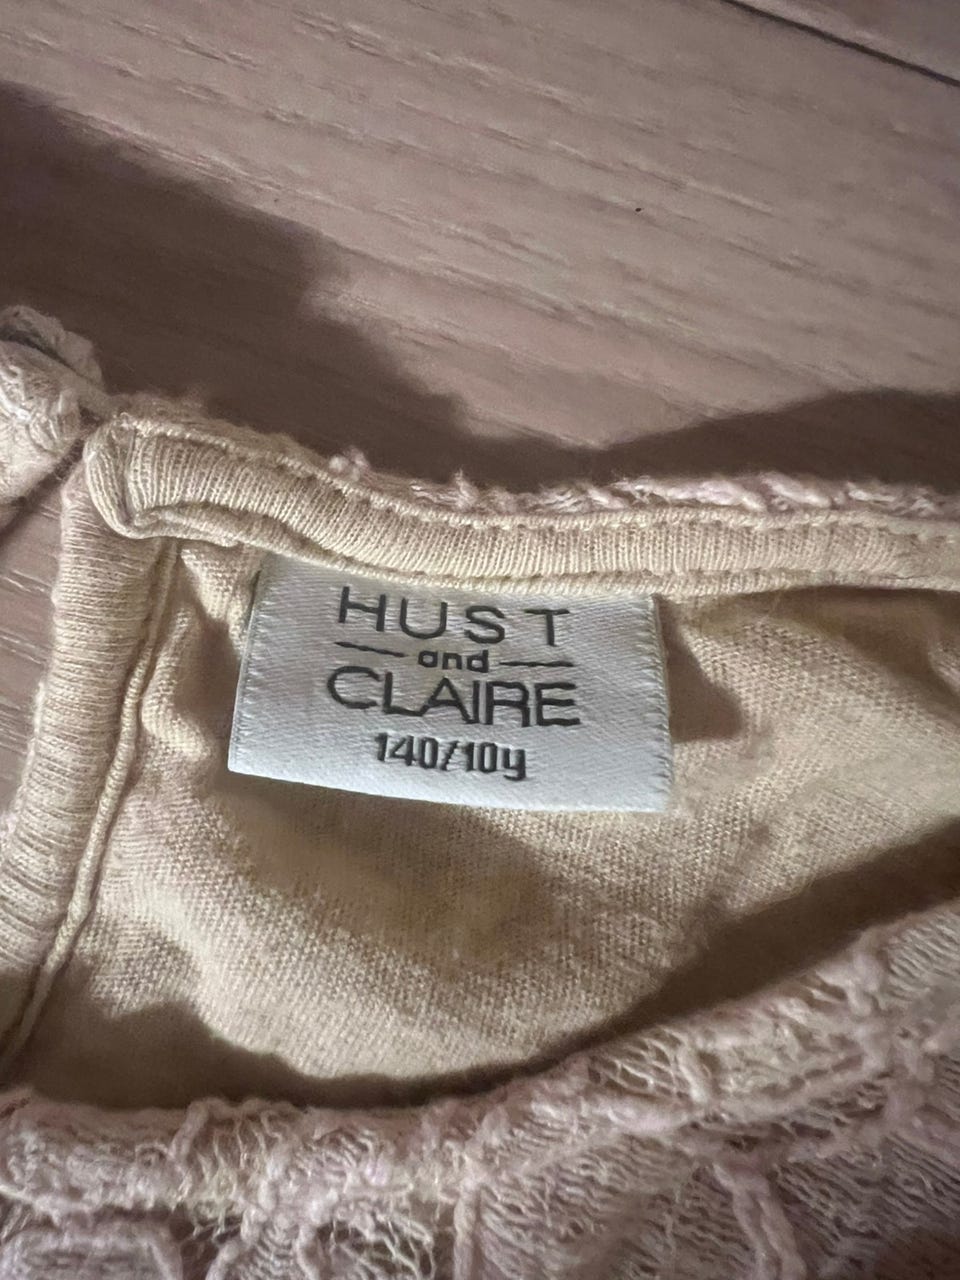 HUST
and
CLAIRE
140/10y